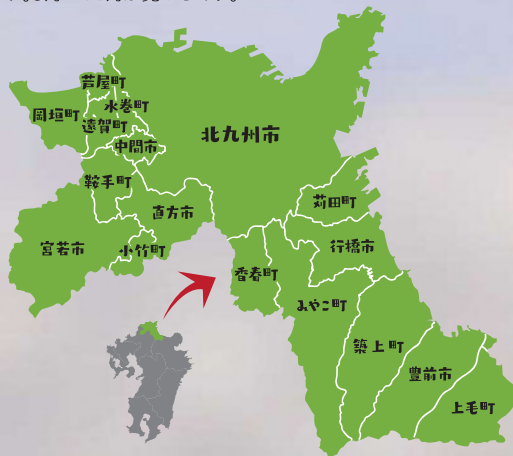 芦屋町
水巻町
岡垣町
遠賀町
中間市
北九州市
鞍手町
直方市
苅田町
宮若市
小竹町
香春町
行橋市
みやこ町
築上町
豊前市
上毛町